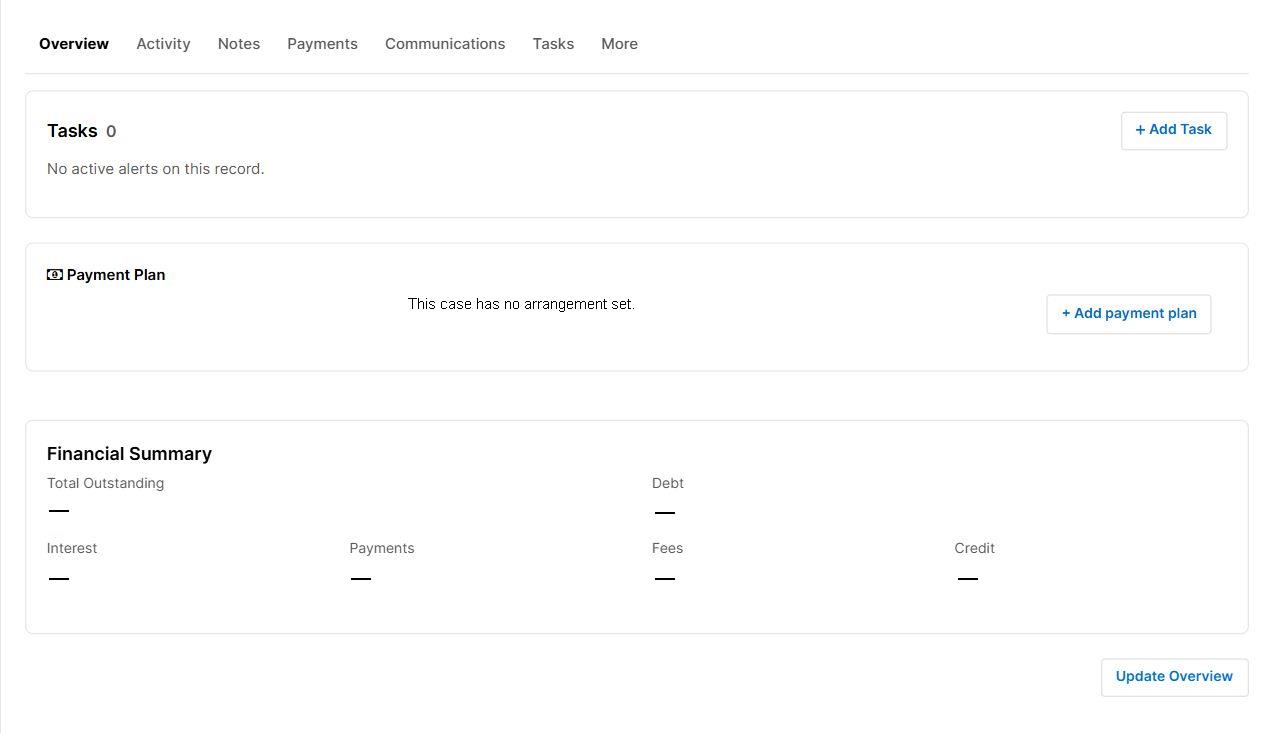 Overview Activity Notes Payments Communications Tasks More
Tasks 0
+ Add Task
No active alerts on this record.
Payment Plan
This case has no arrangement set.
+ Add payment plan
Financial Summary
Total Outstanding Debt
— —
Interest Payments Fees Credit
— — — —
Update Overview